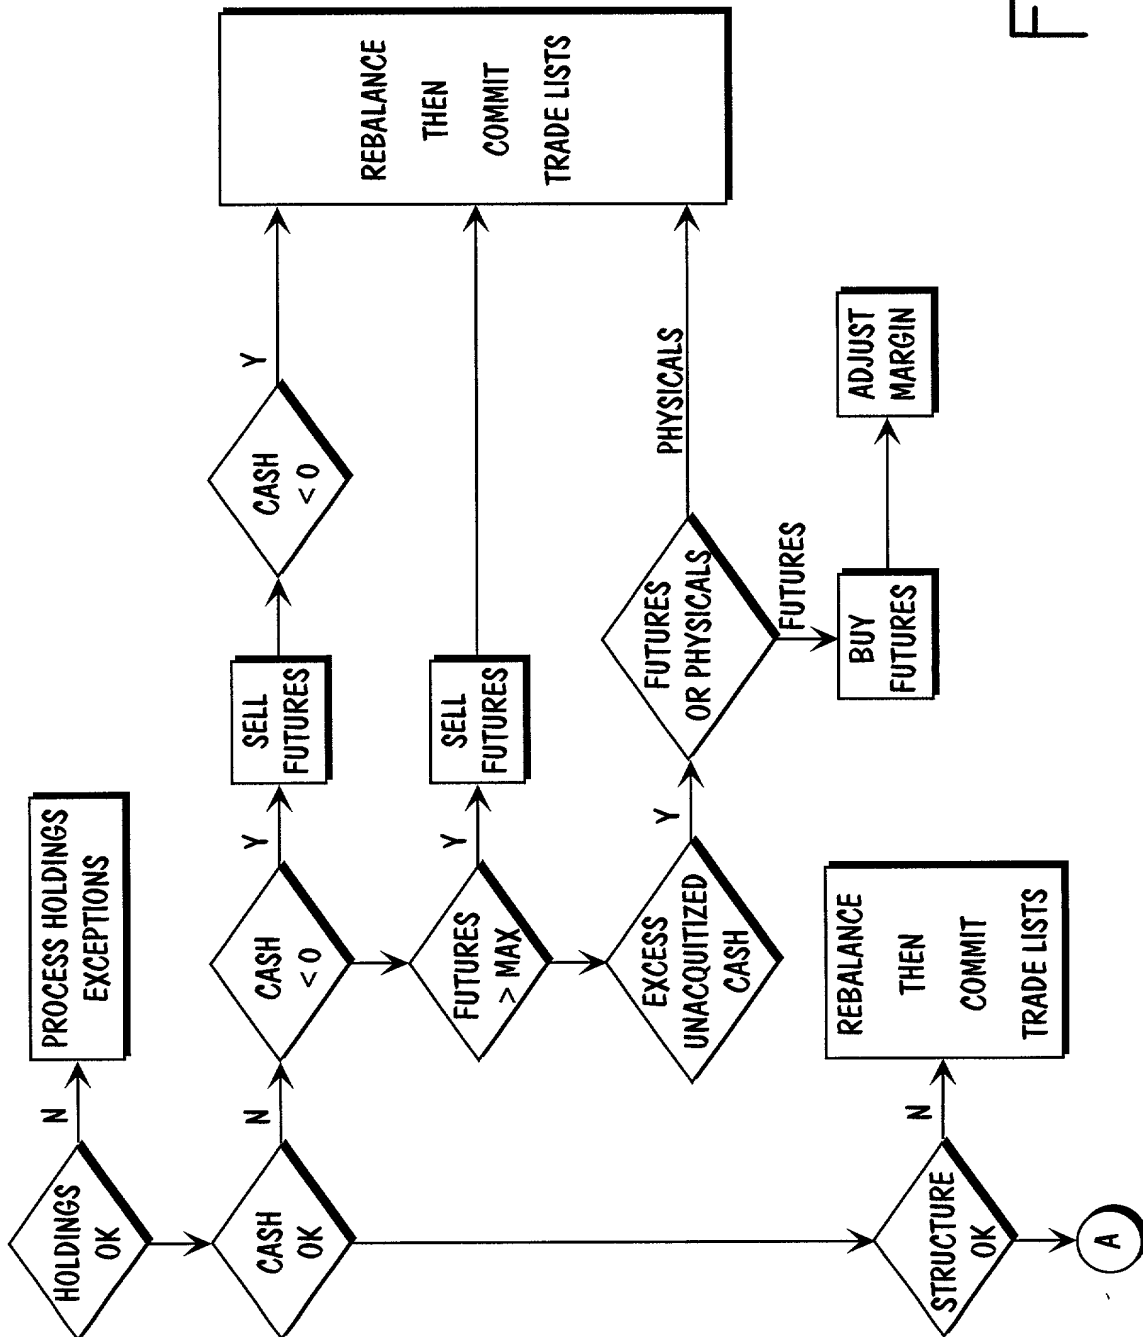 HOLDINGS
OK
N
PROCESS HOLDINGS
EXCEPTIONS
CASH
OK
N
CASH
< 0
Y
SELL
FUTURES
CASH
< 0
Y
REBALANCE
THEN
COMMIT
TRADE LISTS
FUTURES
> MAX
Y
SELL
FUTURES
EXCESS
UNACQUITIZED
CASH
Y
FUTURES
OR PHYSICALS
PHYSICALS
FUTURES
BUY
FUTURES
ADJUST
MARGIN
STRUCTURE
OK
N
REBALANCE
THEN
COMMIT
TRADE LISTS
A
F